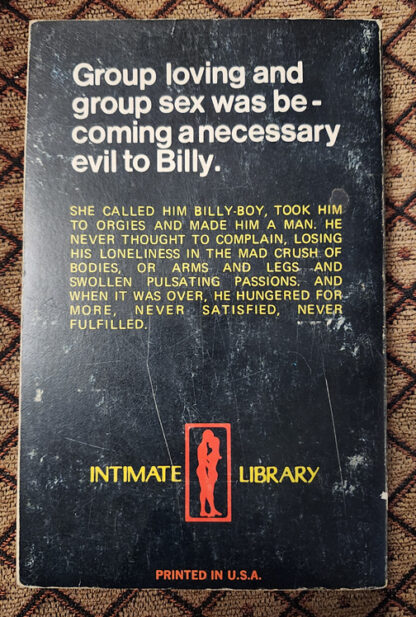 Group loving and
group sex was be-
coming a necessary
evil to Billy.
SHE CALLED HIM BILLY-BOY, TOOK HIM
TO ORGIES AND MADE HIM A MAN. HE
NEVER THOUGHT TO COMPLAIN, LOSING
HIS LONELINESS IN THE MAD CRUSH OF
BODIES, OR ARMS AND LEGS AND
SWOLLEN PULSATING PASSIONS. AND
WHEN IT WAS OVER, HE HUNGERED FOR
MORE, NEVER SATISFIED, NEVER
FULFILLED.
INTIMATE LIBRARY
PRINTED IN U.S.A.